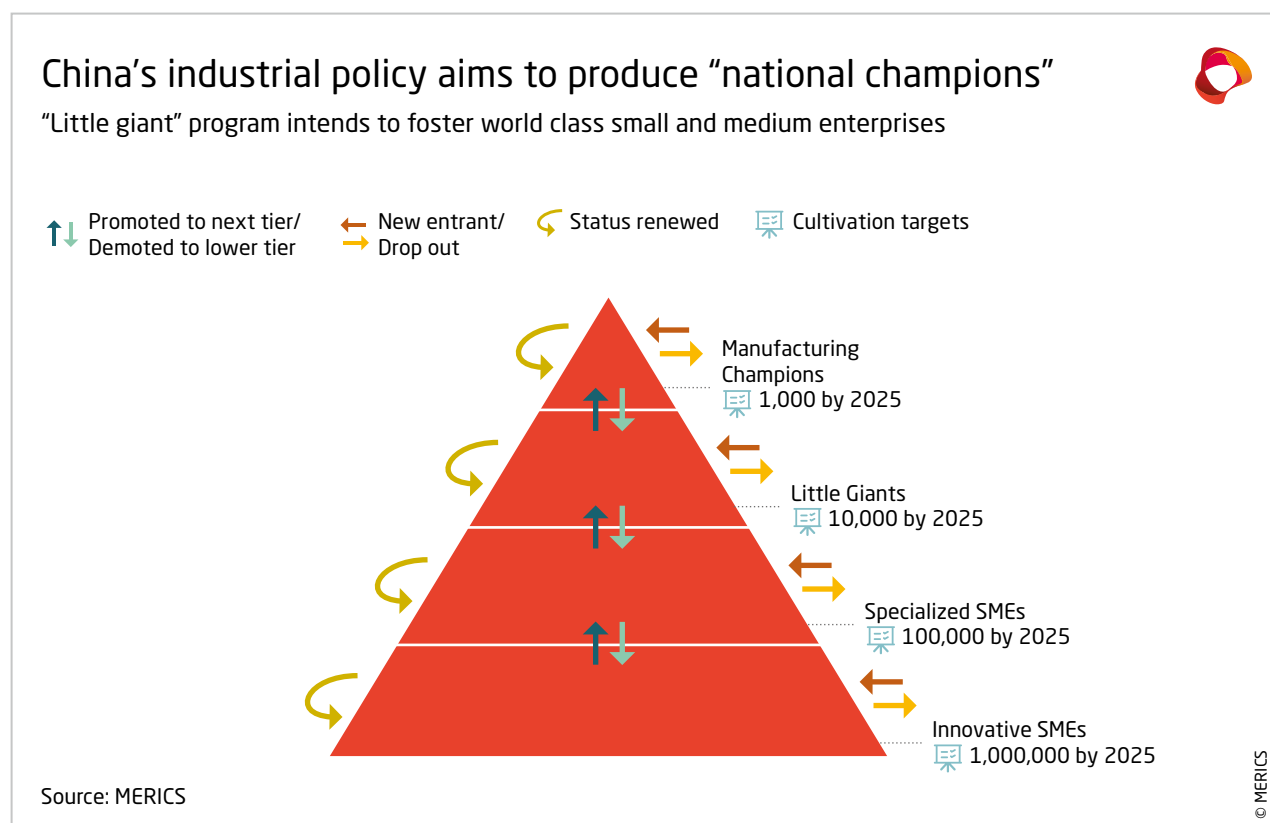 China's industrial policy aims to produce “national champions”
“Little giant” program intends to foster world class small and medium enterprises
Promoted to next tier/
Demoted to lower tier
New entrant/
Drop out
Status renewed
Cultivation targets
Manufacturing
Champions
1,000 by 2025
Little Giants
10,000 by 2025
Specialized SMEs
100,000 by 2025
Innovative SMEs
1,000,000 by 2025
Source: MERICS
© MERICS